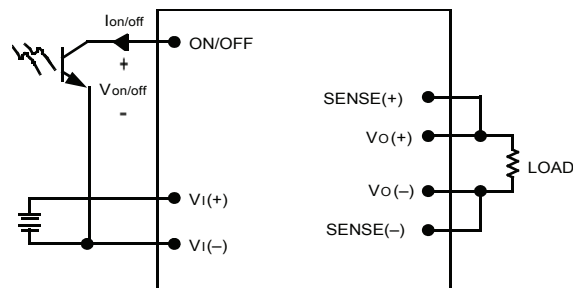 Ion/off
ON/OFF
+
Von/off
-
SENSE(+)
VO(+)
LOAD
VO(–)
SENSE(–)
VI(+)
VI(–)